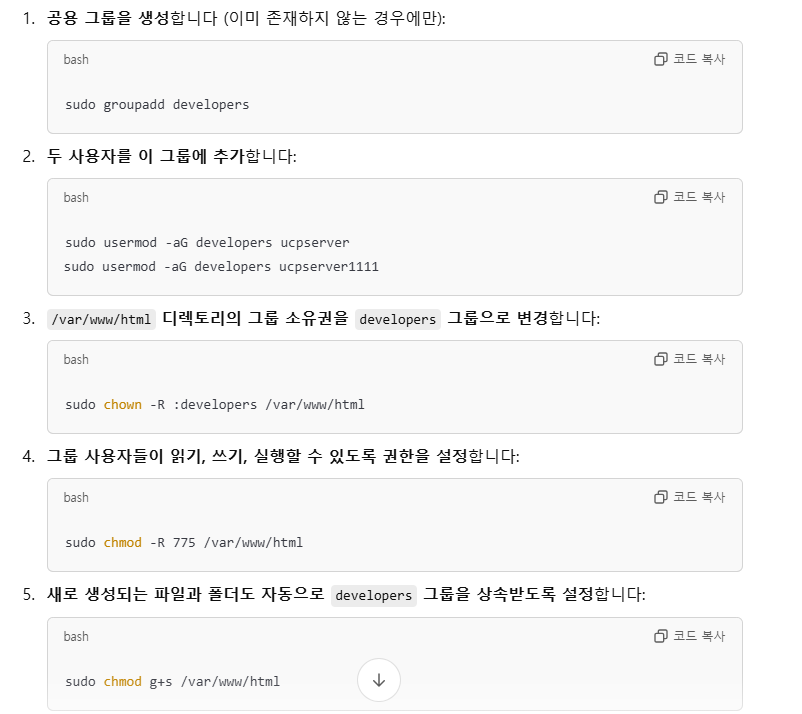 1. 공용 그룹을 생성합니다 (이미 존재하지 않는 경우에만):
bash 코드 복사
sudo groupadd developers
2. 두 사용자를 이 그룹에 추가합니다:
bash 코드 복사
sudo usermod -aG developers ucpserver
sudo usermod -aG developers ucpserver1111
3. /var/www/html 디렉토리의 그룹 소유권을 developers 그룹으로 변경합니다:
bash 코드 복사
sudo chown -R :developers /var/www/html
4. 그룹 사용자들이 읽기, 쓰기, 실행할 수 있도록 권한을 설정합니다:
bash 코드 복사
sudo chmod -R 775 /var/www/html
5. 새로 생성되는 파일과 폴더도 자동으로 developers 그룹을 상속받도록 설정합니다:
bash 코드 복사
sudo chmod g+s /var/www/html